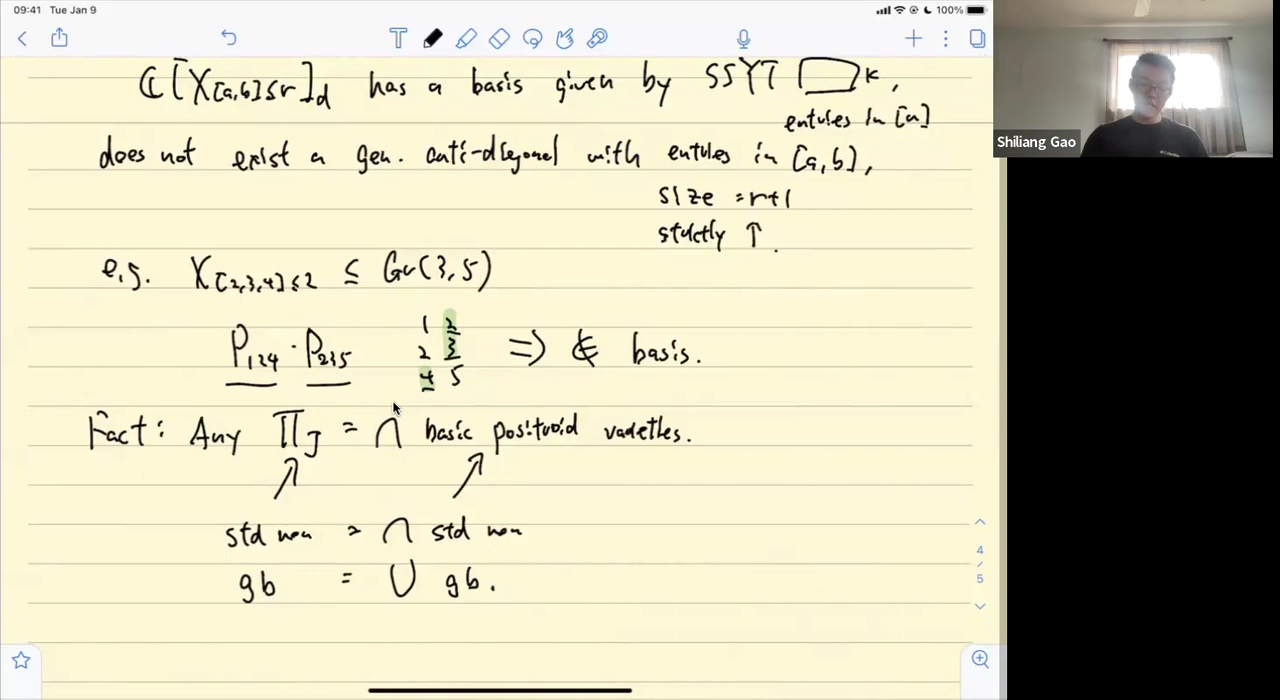 09:41 Tue Jan 9
100%
ℂ[X[a,b]≤r]d has a basis given by SSYT k,
entries in [n]
does not exist a gen. anti-diagonal with entries in [a,b],
size = r+1
strictly ↑.
e.g. X[2,3,4]≤2 ⊆ Gr(3,5)
P124 · P235
1 2
2 3
4 5
⇒ ∉ basis.
Fact: Any ΠJ = ∩ basic positroid varieties.
std mon = ∩ std mon
gb = ∪ gb.
4
/
5
Shiliang Gao